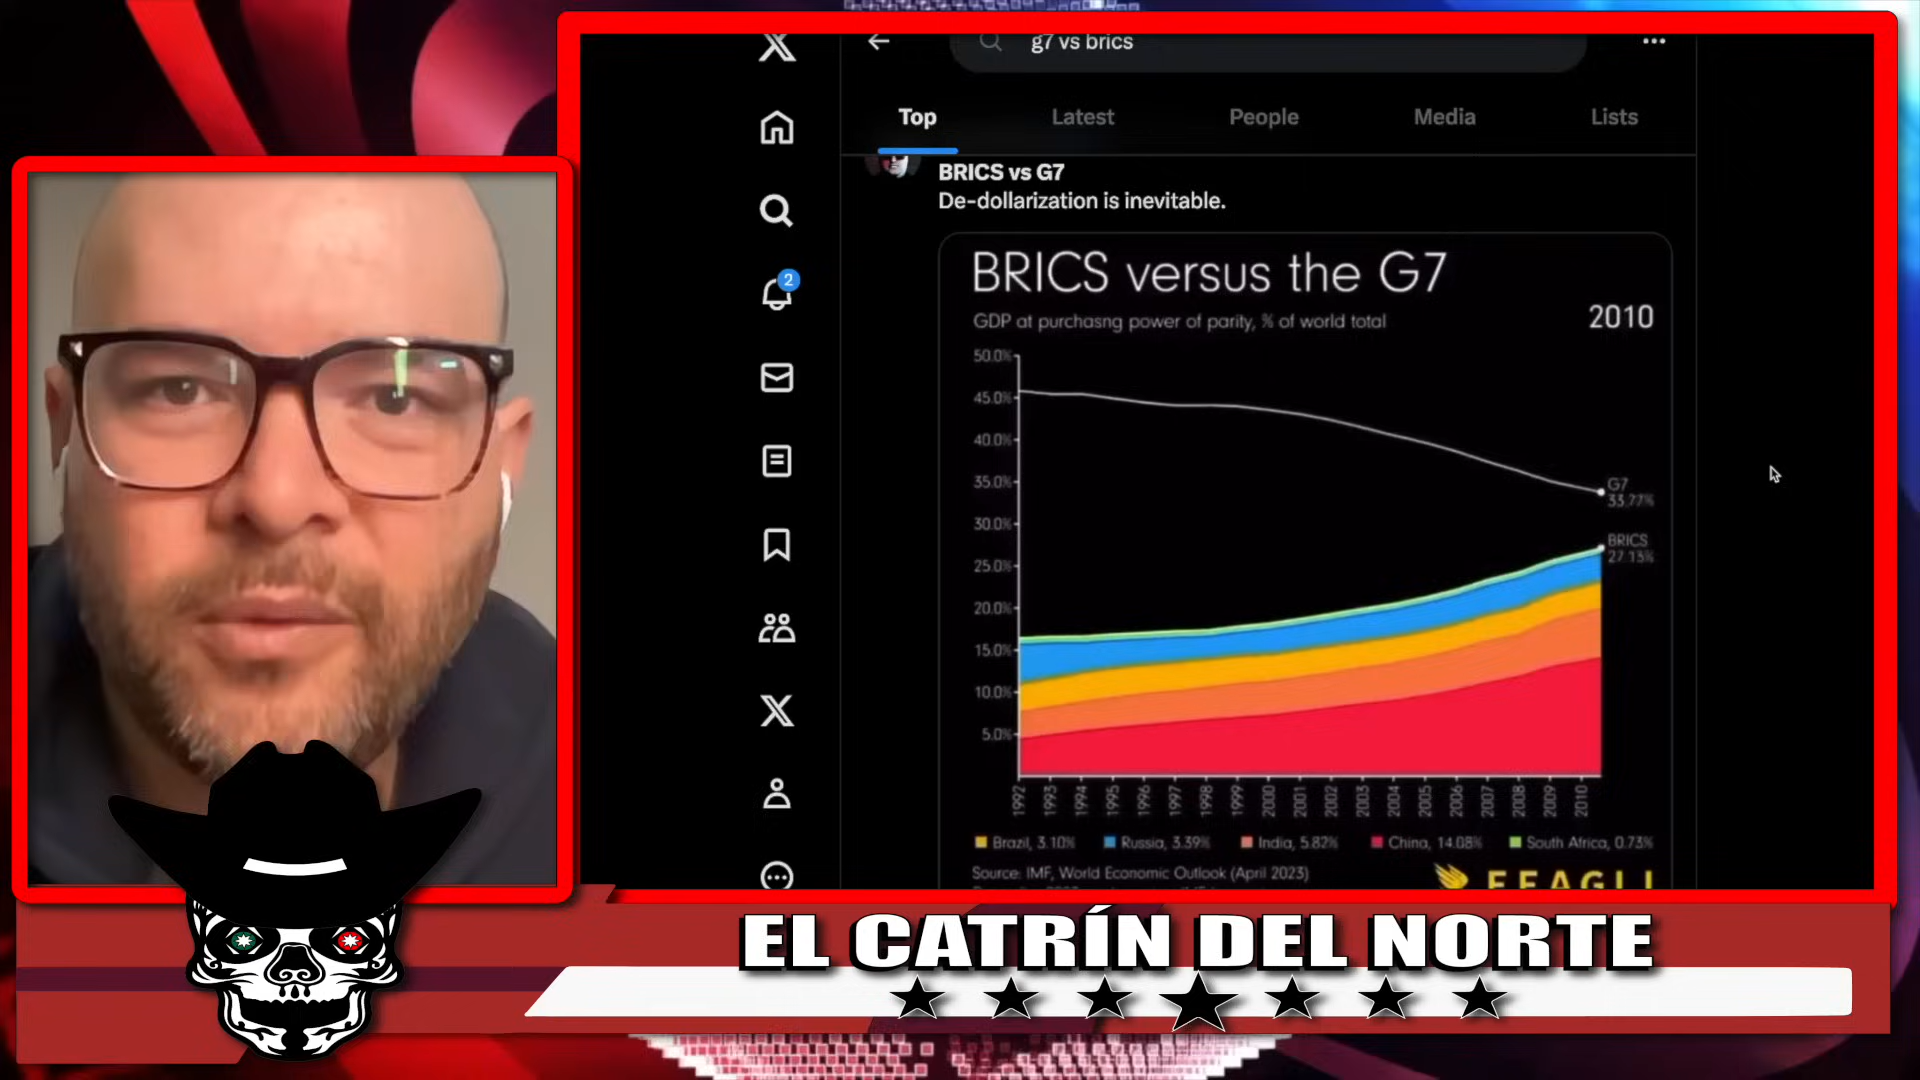 g7 vs brics
Top Latest People Media Lists
BRICS vs G7
De-dollarization is inevitable.
2
BRICS versus the G7
2010
GDP at purchasng power of parity, % of world total
50.0%
45.0%
40.0%
35.0%
30.0%
25.0%
20.0%
15.0%
10.0%
5.0%
G7
33.77%
BRICS
27.13%
1992 1993 1994 1995 1996 1997 1998 1999 2000 2001 2002 2003 2004 2005 2006 2007 2008 2009 2010
Brazil, 3.10% Russia, 3.39% India, 5.82% China, 14.08% South Africa, 0.73%
Source: IMF, World Economic Outlook (April 2023)
EL CATRÍN DEL NORTE